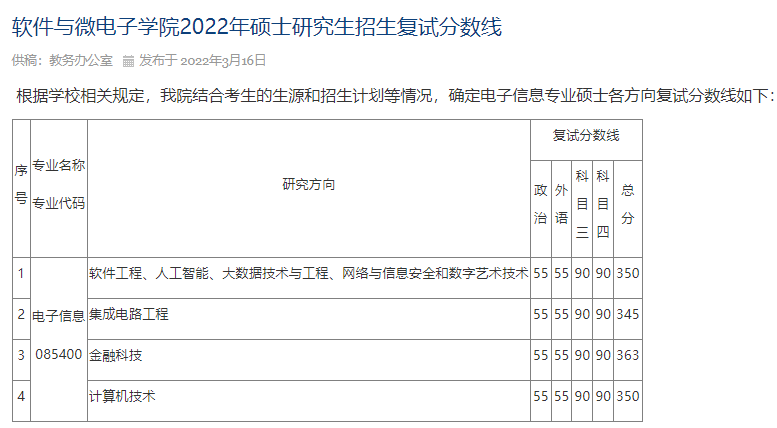 软件与微电子学院2022年硕士研究生招生复试分数线
供稿：教务办公室 发布于 2022年3月16日
根据学校相关规定，我院结合考生的生源和招生计划等情况，确定电子信息专业硕士各方向复试分数线如下：
序号 专业名称 专业代码 研究方向 复试分数线
政治 外语 科目三 科目四 总分
1 电子信息 085400 软件工程、人工智能、大数据技术与工程、网络与信息安全和数字艺术技术 55 55 90 90 350
2 集成电路工程 55 55 90 90 345
3 金融科技 55 55 90 90 363
4 计算机技术 55 55 90 90 350